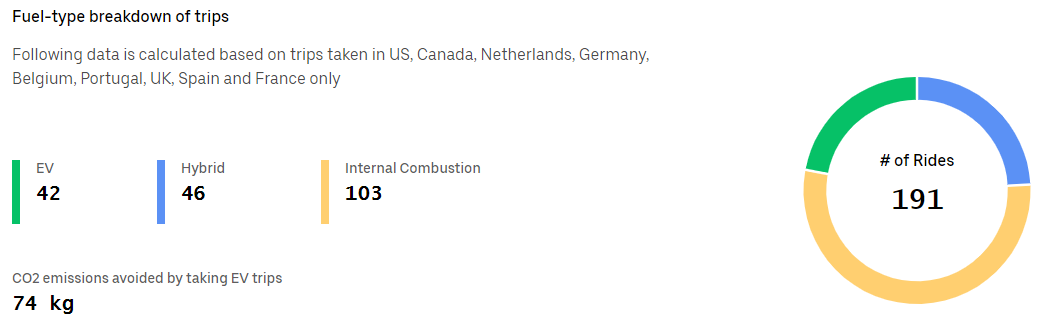 Fuel-type breakdown of trips
Following data is calculated based on trips taken in US, Canada, Netherlands, Germany,
Belgium, Portugal, UK, Spain and France only
EV
42
Hybrid
46
Internal Combustion
103
# of Rides
191
CO2 emissions avoided by taking EV trips
74 kg